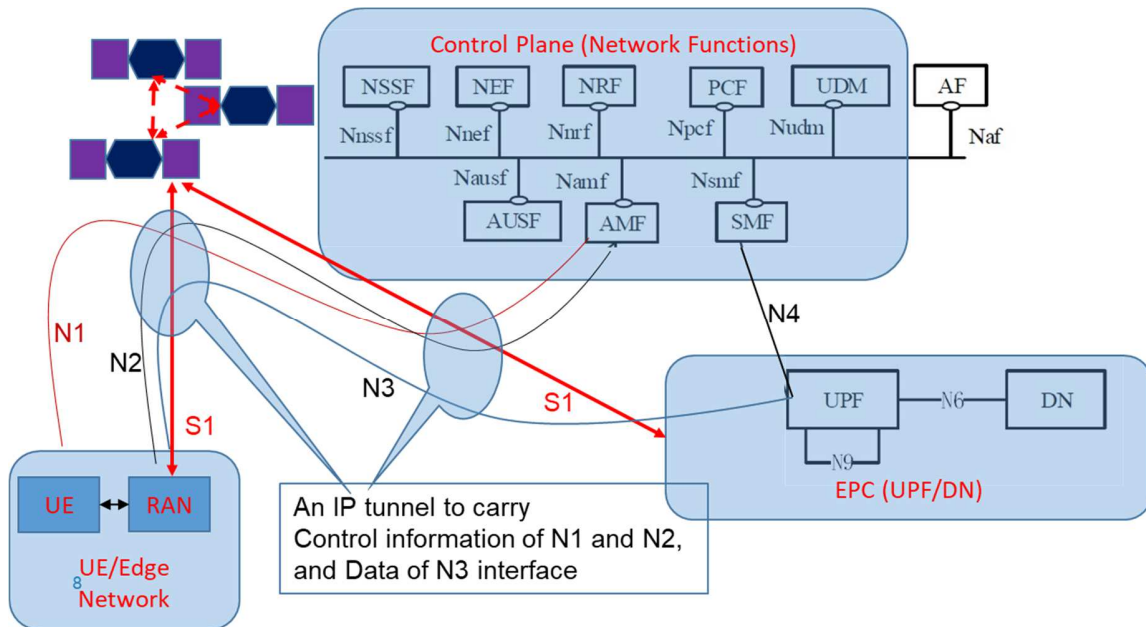 Control Plane (Network Functions)
NSSF
NEF
NRF
PCF
UDM
AF
Nnssf
Nnef
Nnrf
Npcf
Nudm
Naf
Nausf
Namf
Nsmf
AUSF
AMF
SMF
N1
N2
N3
N4
S1
S1
UPF
N6
DN
N9
EPC (UPF/DN)
UE
RAN
UE/Edge
8
Network
An IP tunnel to carry
Control information of N1 and N2,
and Data of N3 interface